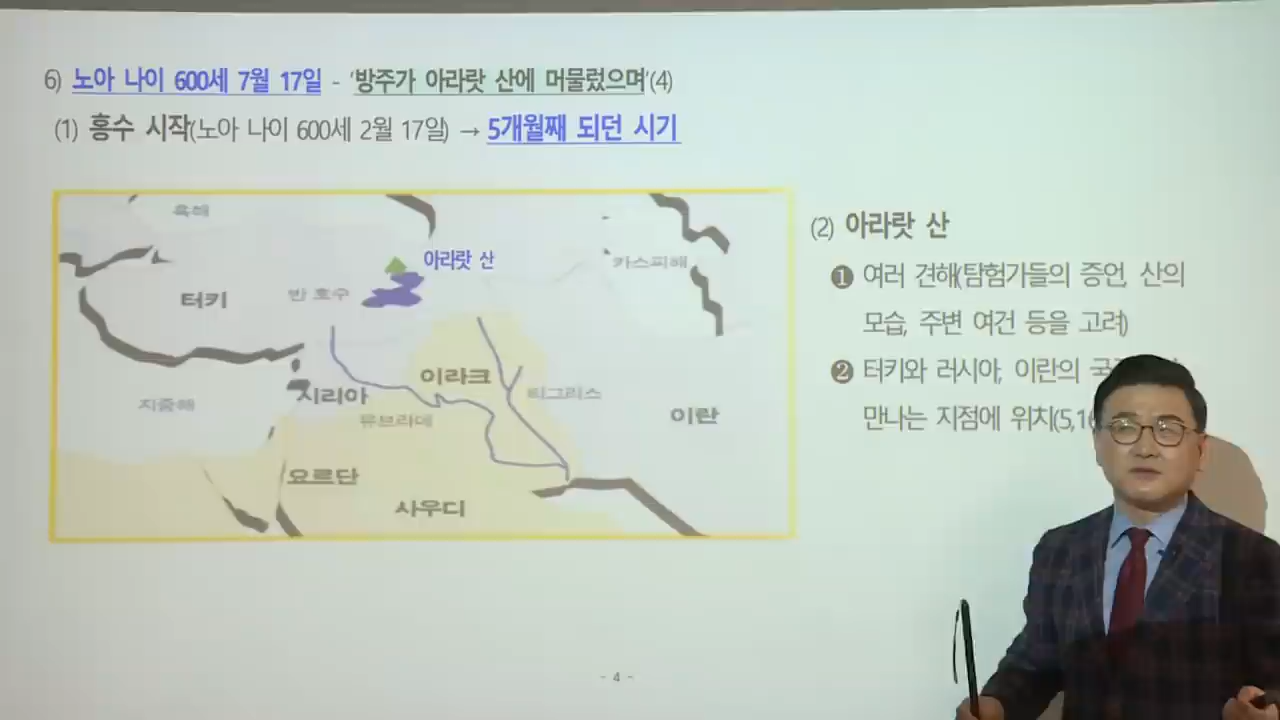 6) 노아 나이 600세 7월 17일 - '방주가 아라랏 산에 머물렀으며'(4)
(1) 홍수 시작(노아 나이 600세 2월 17일) → 5개월째 되던 시기
흑해
아라랏 산
카스피해
터키
반 호수
(2) 아라랏 산
❶ 여러 견해(탐험가들의 증언, 산의
모습, 주변 여건 등을 고려)
❷ 터키와 러시아, 이란의
만나는 지점에 위치(5,16
이라크
시리아
티그리스
지중해
유브라데
이란
요르단
사우디
- 4 -